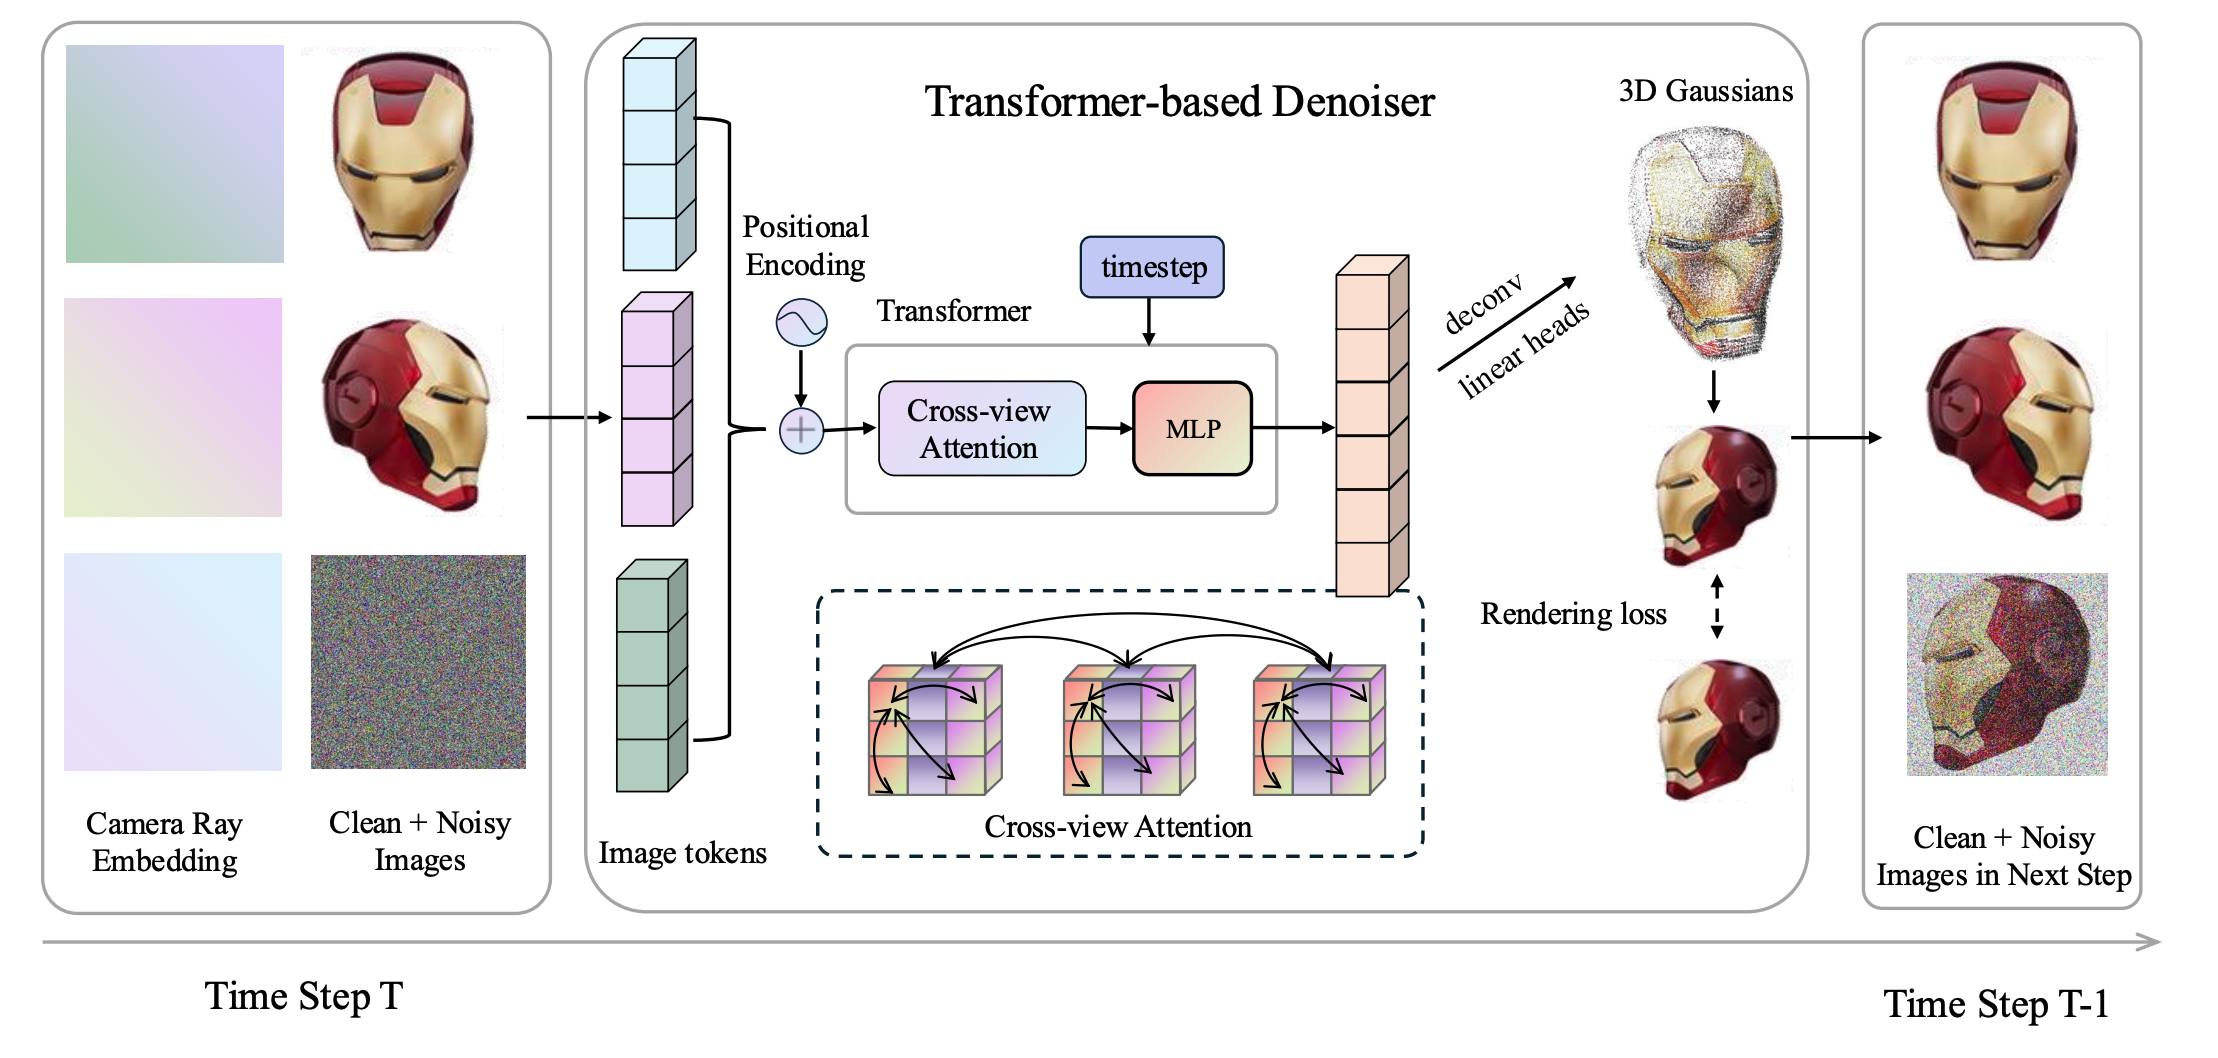 Transformer-based Denoiser
3D Gaussians
Positional
Encoding
timestep
Transformer
deconv
linear heads
Cross-view
Attention
MLP
Rendering loss
Cross-view Attention
Image tokens
Camera Ray
Embedding
Clean + Noisy
Images
Clean + Noisy
Images in Next Step
Time Step T
Time Step T-1